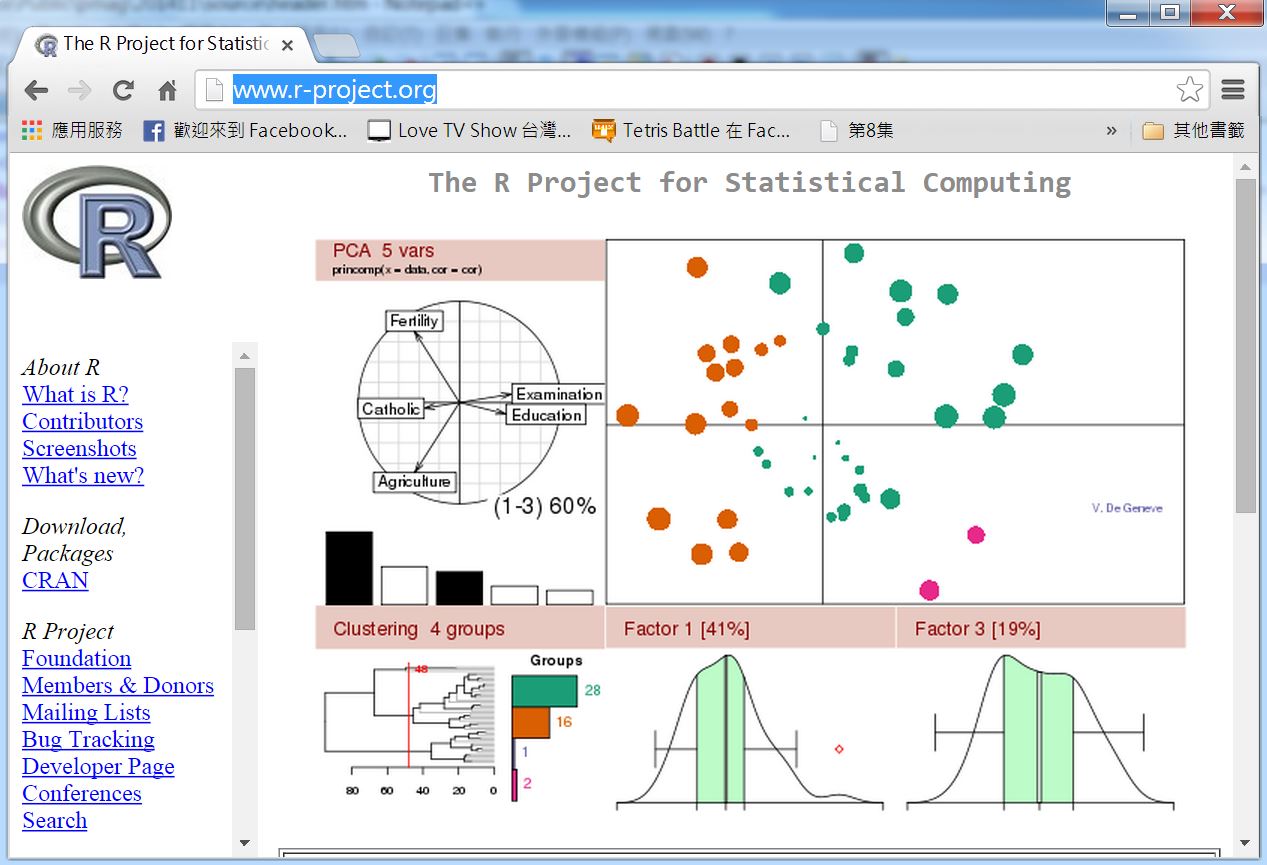 The R Project for Statistic
www.r-project.org
應用服務
歡迎來到 Facebook...
Love TV Show 台灣...
Tetris Battle 在 Fac...
第8集
»
其他書籤
R
The R Project for Statistical Computing
About R
What is R?
Contributors
Screenshots
What's new?
Download,
Packages
CRAN
R Project
Foundation
Members & Donors
Mailing Lists
Bug Tracking
Developer Page
Conferences
Search
PCA 5 vars
princomp(x = data, cor = cor)
Fertility
Catholic
Examination
Education
Agriculture
(1-3) 60%
V. De Geneve
Clustering 4 groups
Factor 1 [41%]
Factor 3 [19%]
48
Groups
28
16
1
2
80 60 40 20 0